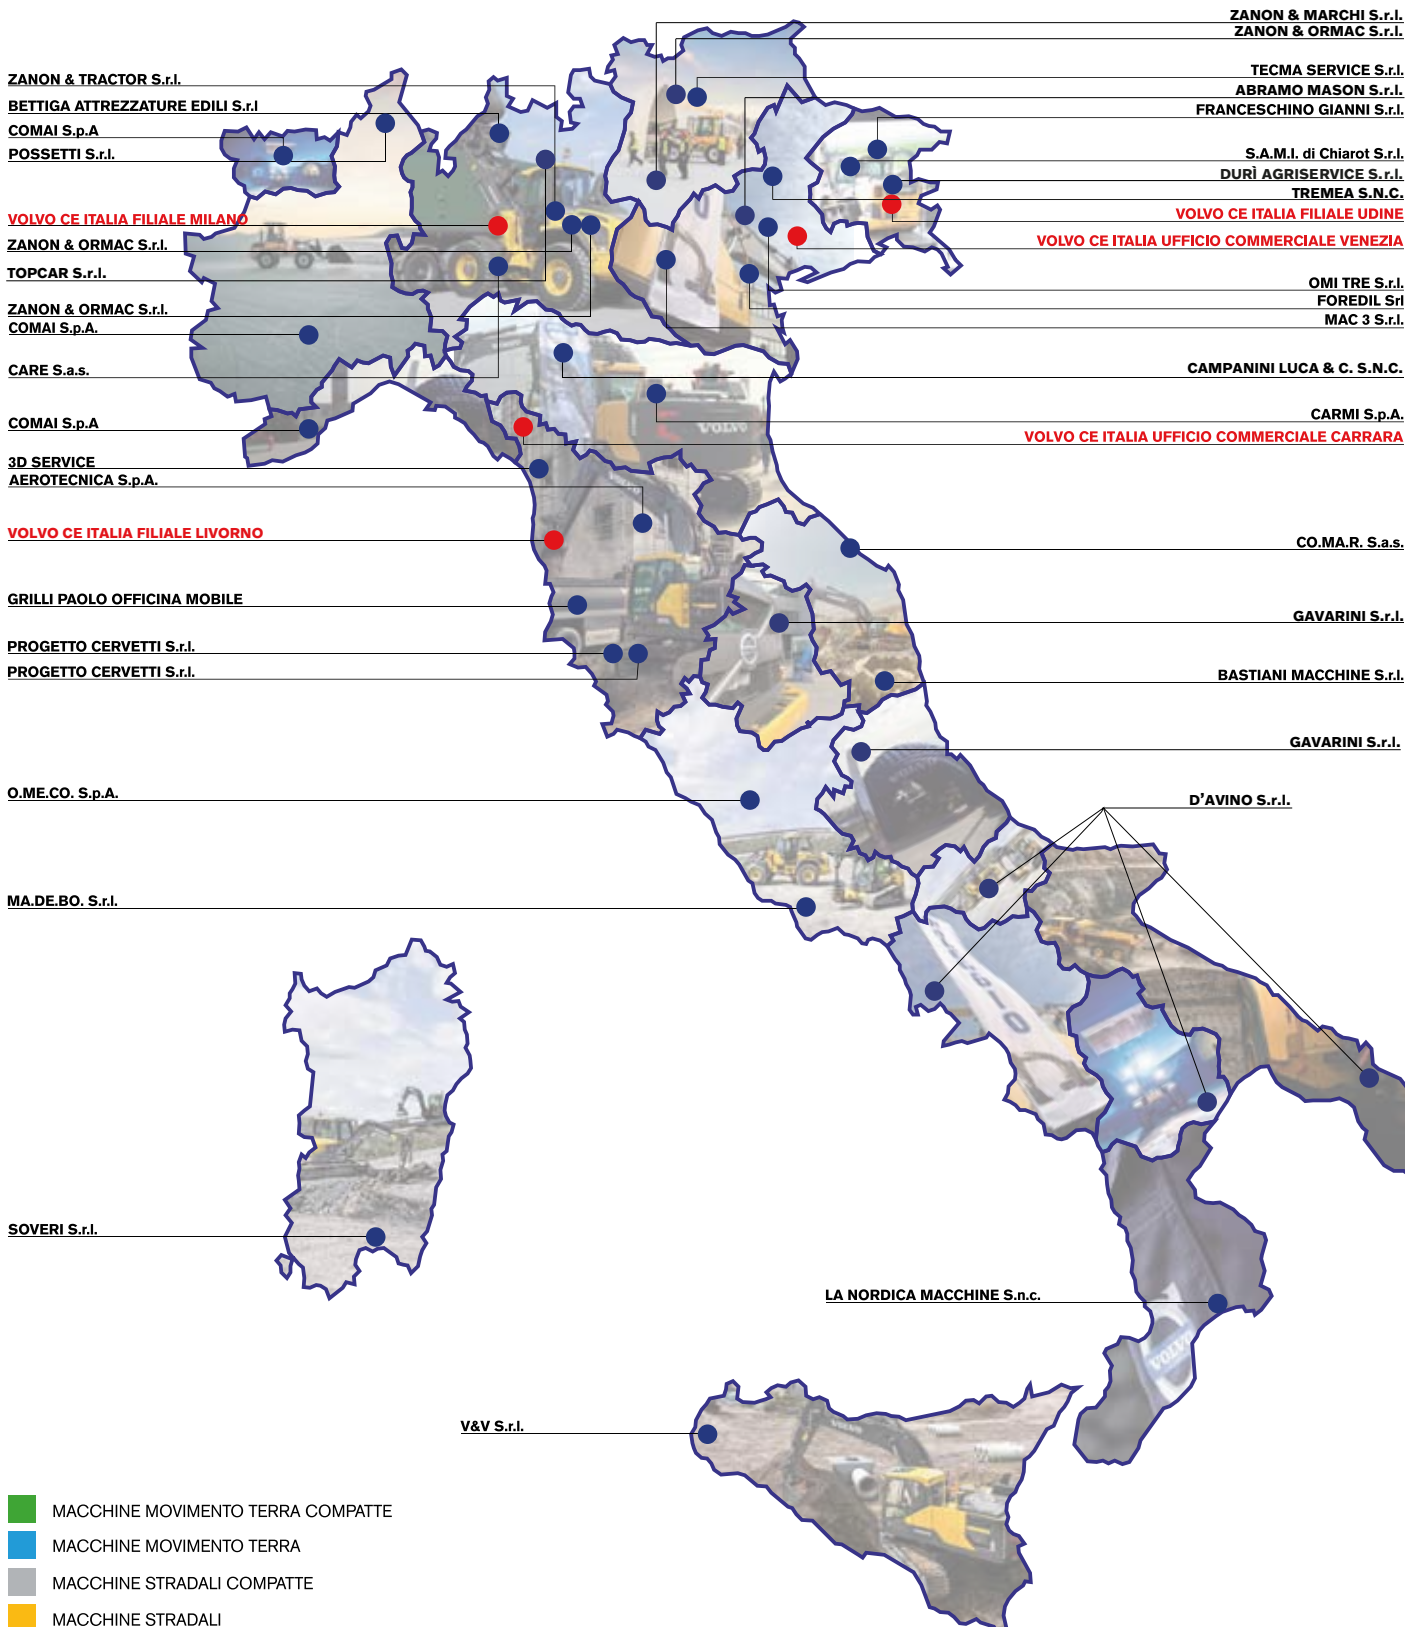 ZANON & MARCHI S.r.l.
ZANON & ORMAC S.r.l.
TECMA SERVICE S.r.l.
ABRAMO MASON S.r.l.
FRANCESCHINO GIANNI S.r.l.
S.A.M.I. di Chiarot S.r.l.
DURÌ AGRISERVICE S.r.l.
TREMEA S.N.C.
VOLVO CE ITALIA FILIALE UDINE
VOLVO CE ITALIA UFFICIO COMMERCIALE VENEZIA
OMI TRE S.r.l.
FOREDIL Srl
MAC 3 S.r.l.
CAMPANINI LUCA & C. S.N.C.
CARMI S.p.A.
VOLVO CE ITALIA UFFICIO COMMERCIALE CARRARA
CO.MA.R. S.a.s.
GAVARINI S.r.l.
BASTIANI MACCHINE S.r.l.
GAVARINI S.r.l.
D'AVINO S.r.l.
ZANON & TRACTOR S.r.l.
BETTIGA ATTREZZATURE EDILI S.r.l
COMAI S.p.A
POSSETTI S.r.l.
VOLVO CE ITALIA FILIALE MILANO
ZANON & ORMAC S.r.l.
TOPCAR S.r.l.
ZANON & ORMAC S.r.l.
COMAI S.p.A.
CARE S.a.s.
COMAI S.p.A
3D SERVICE
AEROTECNICA S.p.A.
VOLVO CE ITALIA FILIALE LIVORNO
GRILLI PAOLO OFFICINA MOBILE
PROGETTO CERVETTI S.r.l.
PROGETTO CERVETTI S.r.l.
O.ME.CO. S.p.A.
MA.DE.BO. S.r.l.
SOVERI S.r.l.
LA NORDICA MACCHINE S.n.c.
V&V S.r.l.
VOLVO
VOLVO
MACCHINE MOVIMENTO TERRA COMPATTE
MACCHINE MOVIMENTO TERRA
MACCHINE STRADALI COMPATTE
MACCHINE STRADALI